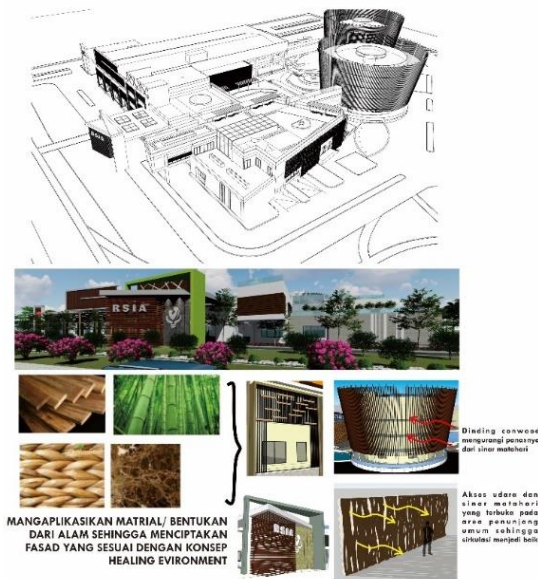 RSIA
RSIA
Dinding conwood
mengurangi panasnya
dari sinar matahari
Akses udara dan
sinar matahari
yang terbuka pada
area penunjang
umum sehingga
sirkulasi menjadi baik
RSIA
MANGAPLIKASIKAN MATRIAL/ BENTUKAN
DARI ALAM SEHINGGA MENCIPTAKAN
FASAD YANG SESUAI DENGAN KONSEP
HEALING EVIRONMENT